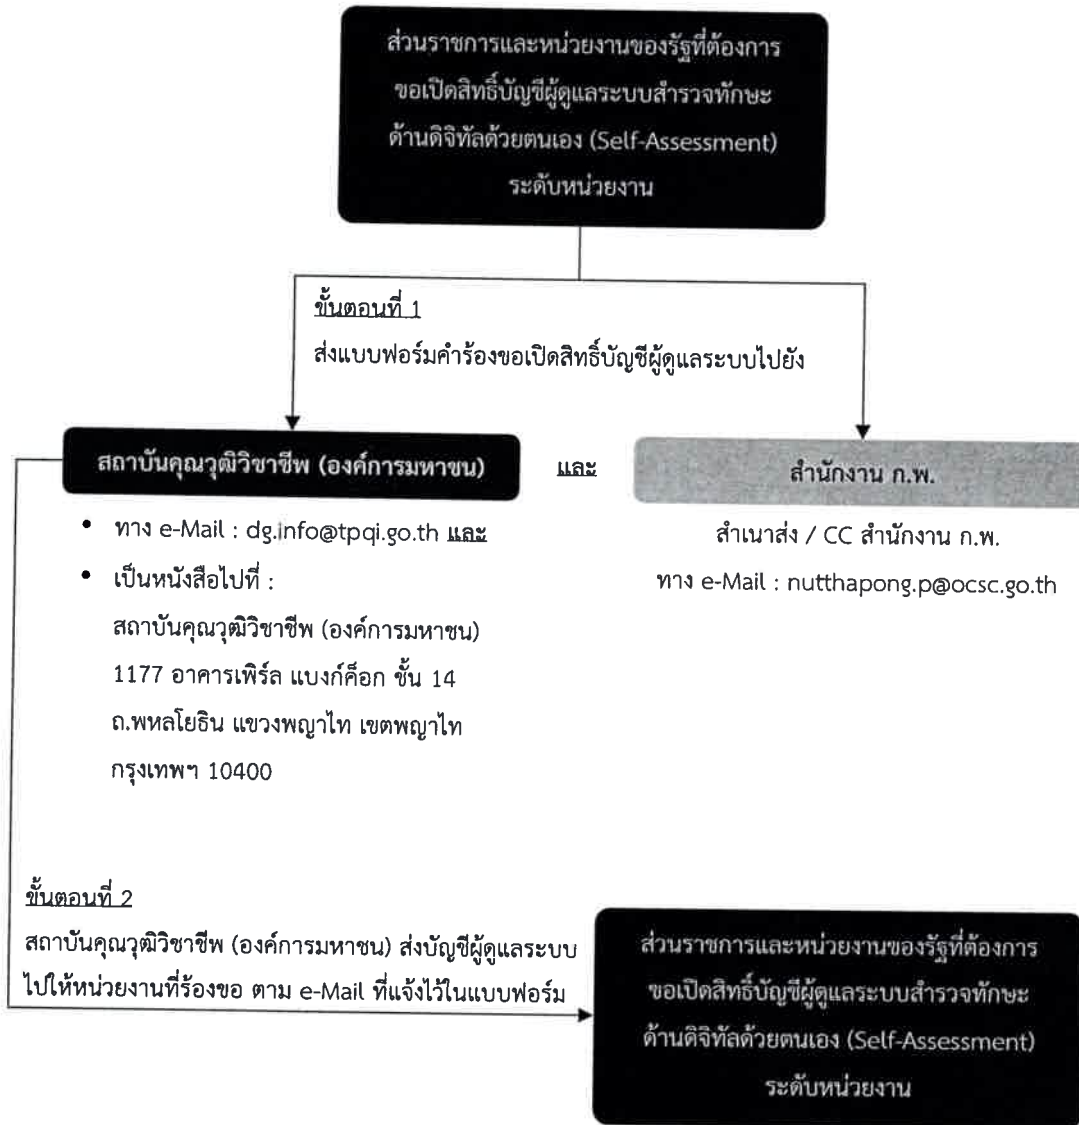 ส่วนราชการและหน่วยงานของรัฐที่ต้องการ
ขอเปิดสิทธิ์บัญชีผู้ดูแลระบบสำรวจทักษะ
ด้านดิจิทัลด้วยตนเอง (Self-Assessment)
ระดับหน่วยงาน
ขั้นตอนที่ 1
ส่งแบบฟอร์มคำร้องขอเปิดสิทธิ์บัญชีผู้ดูแลระบบไปยัง
สถาบันคุณวุฒิวิชาชีพ (องค์การมหาชน)
และ
สำนักงาน ก.พ.
• ทาง e-Mail : dg.info@tpqi.go.th และ
• เป็นหนังสือไปที่ :
สถาบันคุณวุฒิวิชาชีพ (องค์การมหาชน)
1177 อาคารเพิร์ล แบงก์ค็อก ชั้น 14
ถ.พหลโยธิน แขวงพญาไท เขตพญาไท
กรุงเทพฯ 10400
สำเนาส่ง / CC สำนักงาน ก.พ.
ทาง e-Mail : nutthapong.p@ocsc.go.th
ขั้นตอนที่ 2
สถาบันคุณวุฒิวิชาชีพ (องค์การมหาชน) ส่งบัญชีผู้ดูแลระบบ
ไปให้หน่วยงานที่ร้องขอ ตาม e-Mail ที่แจ้งไว้ในแบบฟอร์ม
ส่วนราชการและหน่วยงานของรัฐที่ต้องการ
ขอเปิดสิทธิ์บัญชีผู้ดูแลระบบสำรวจทักษะ
ด้านดิจิทัลด้วยตนเอง (Self-Assessment)
ระดับหน่วยงาน